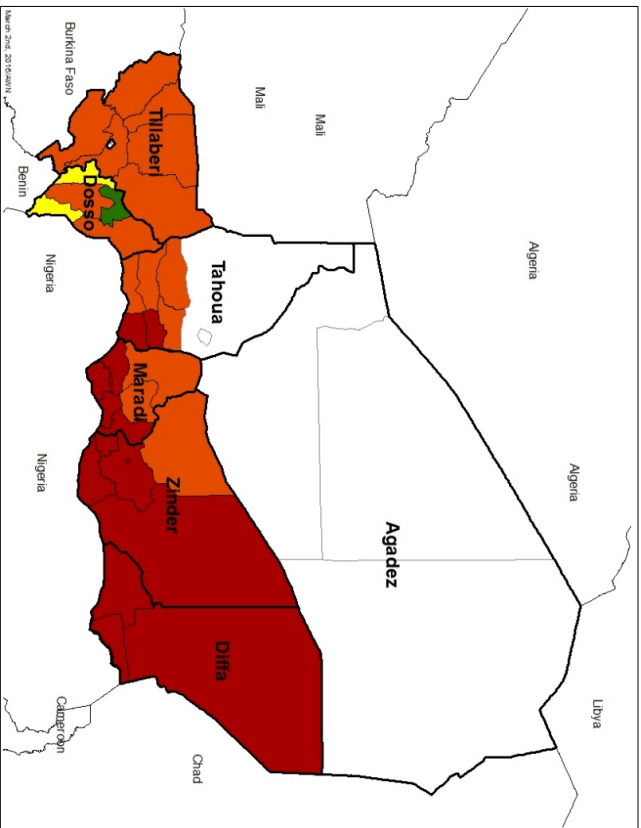 Libya
Algeria
Algeria
Agadez
Mali
Mali
Diffa
Tahoua
Chad
Zinder
Tillaberi
Maradi
Dosso
Burkina Faso
Cameroon
Nigeria
Nigeria
Benin
March 2nd, 2016/AWN